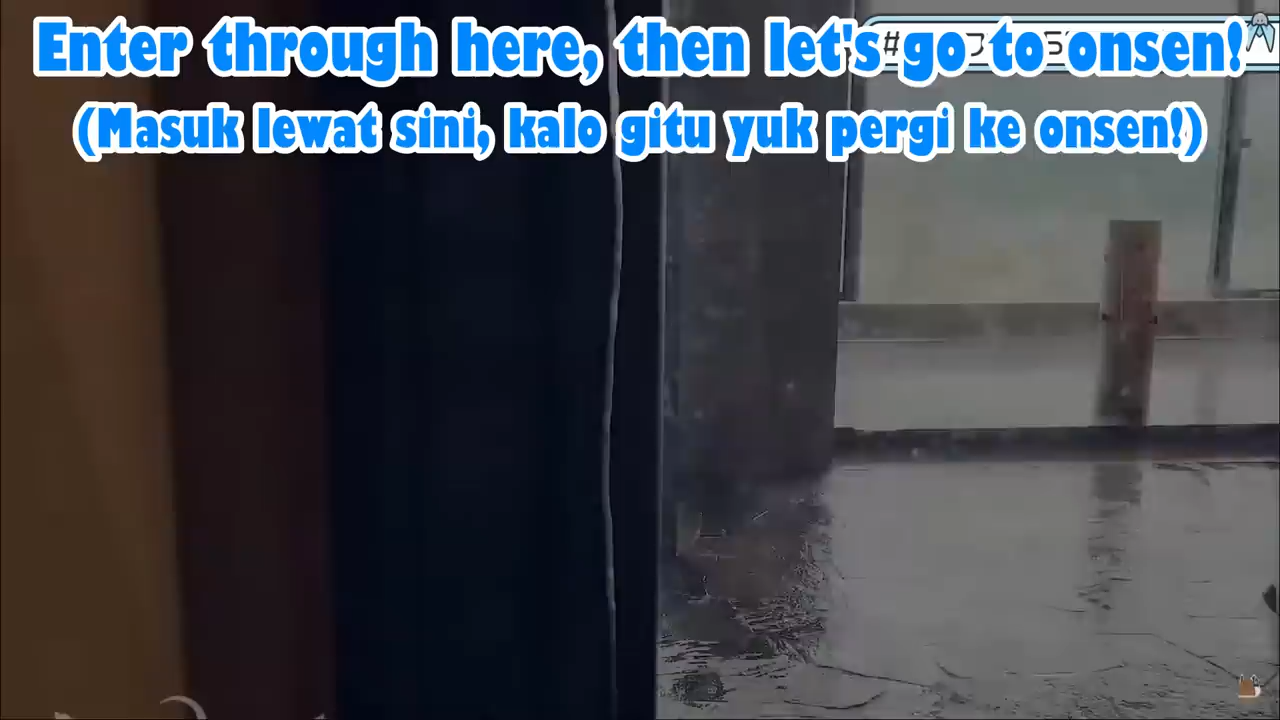 Enter through here, then let's go to onsen!
(Masuk lewat sini, kalo gitu yuk pergi ke onsen!)